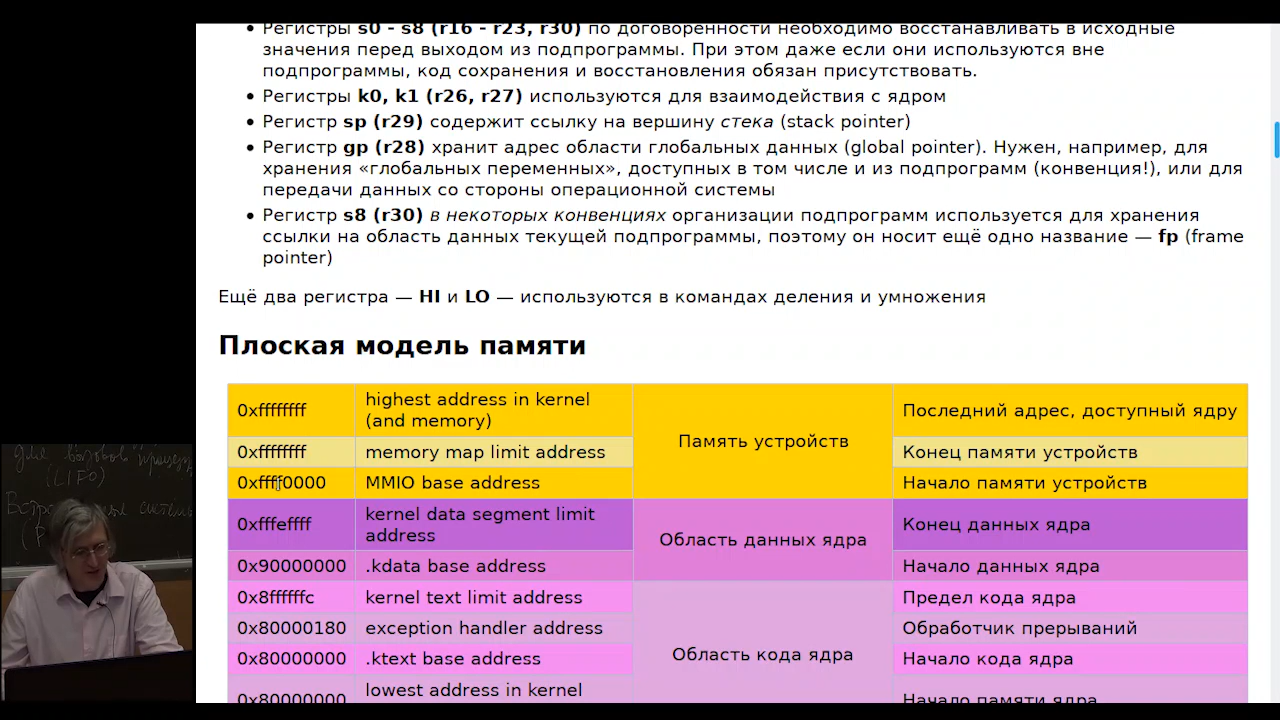 Регистры s0 - s8 (r16 - r23, r30) по договоренности необходимо восстанавливать в исходные
значения перед выходом из подпрограммы. При этом даже если они используются вне
подпрограммы, код сохранения и восстановления обязан присутствовать.
Регистры k0, k1 (r26, r27) используются для взаимодействия с ядром
Регистр sp (r29) содержит ссылку на вершину стека (stack pointer)
Регистр gp (r28) хранит адрес области глобальных данных (global pointer). Нужен, например, для
хранения «глобальных переменных», доступных в том числе и из подпрограмм (конвенция!), или для
передачи данных со стороны операционной системы
Регистр s8 (r30) в некоторых конвенциях организации подпрограмм используется для хранения
ссылки на область данных текущей подпрограммы, поэтому он носит ещё одно название — fp (frame
pointer)
Ещё два регистра — HI и LO — используются в командах деления и умножения
Плоская модель памяти
0xffffffff
highest address in kernel
(and memory)
Память устройств
Последний адрес, доступный ядру
0xffffffff
memory map limit address
Конец памяти устройств
0xffff0000
MMIO base address
Начало памяти устройств
0xfffeffff
kernel data segment limit
address
Область данных ядра
Конец данных ядра
0x90000000
.kdata base address
Начало данных ядра
0x8ffffffc
kernel text limit address
Область кода ядра
Предел кода ядра
0x80000180
exception handler address
Обработчик прерываний
0x80000000
.ktext base address
Начало кода ядра
0x80000000
lowest address in kernel
Начало памяти ядра
для вызовов
(LIFO)